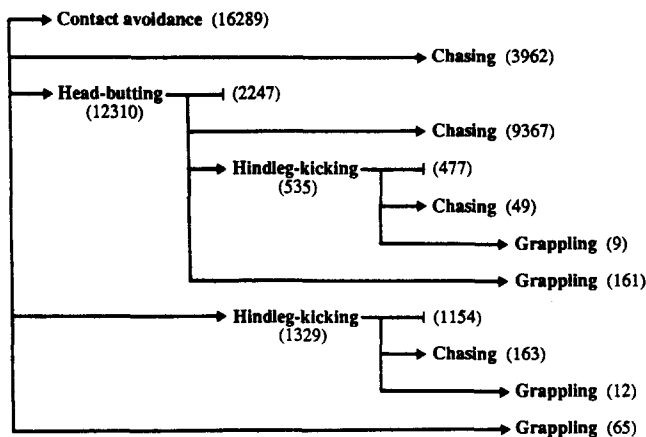 Contact avoidance (16289)
Chasing (3962)
Head-butting (2247)
(12310)
Chasing (9367)
Hindleg-kicking (477)
(535)
Chasing (49)
Grappling (9)
Grappling (161)
Hindleg-kicking (1154)
(1329)
Chasing (163)
Grappling (12)
Grappling (65)